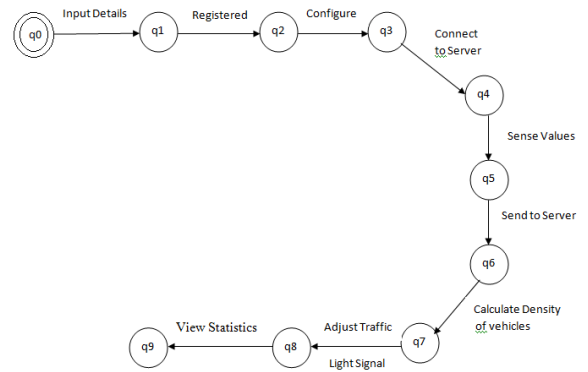 Input Details
Registered
Configure
q0
q1
q2
q3
Connect
to Server
q4
Sense Values
q5
Send to Server
q6
Calculate Density
of vehicles
q7
Adjust Traffic
Light Signal
q8
View Statistics
q9